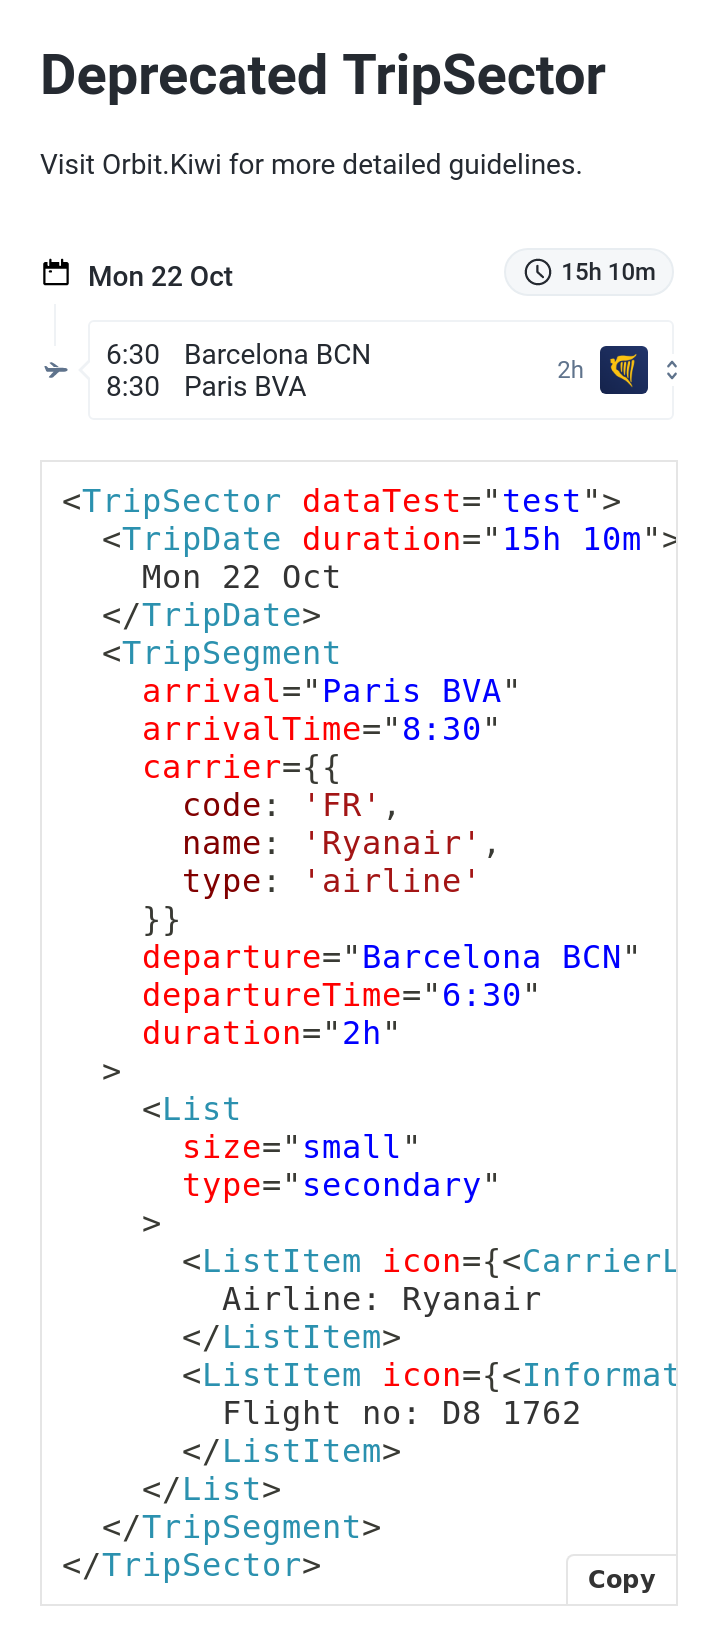 Deprecated TripSector
Visit Orbit.Kiwi for more detailed guidelines.
Mon 22 Oct
15h 10m
6:30 Barcelona BCN
8:30 Paris BVA
2h
<TripSector dataTest="test">
  <TripDate duration="15h 10m">
    Mon 22 Oct
  </TripDate>
  <TripSegment
    arrival="Paris BVA"
    arrivalTime="8:30"
    carrier={{
      code: 'FR',
      name: 'Ryanair',
      type: 'airline'
    }}
    departure="Barcelona BCN"
    departureTime="6:30"
    duration="2h"
  >
    <List
      size="small"
      type="secondary"
    >
      <ListItem icon={<CarrierL
        Airline: Ryanair
      </ListItem>
      <ListItem icon={<Informat
        Flight no: D8 1762
      </ListItem>
    </List>
  </TripSegment>
</TripSector>
Copy